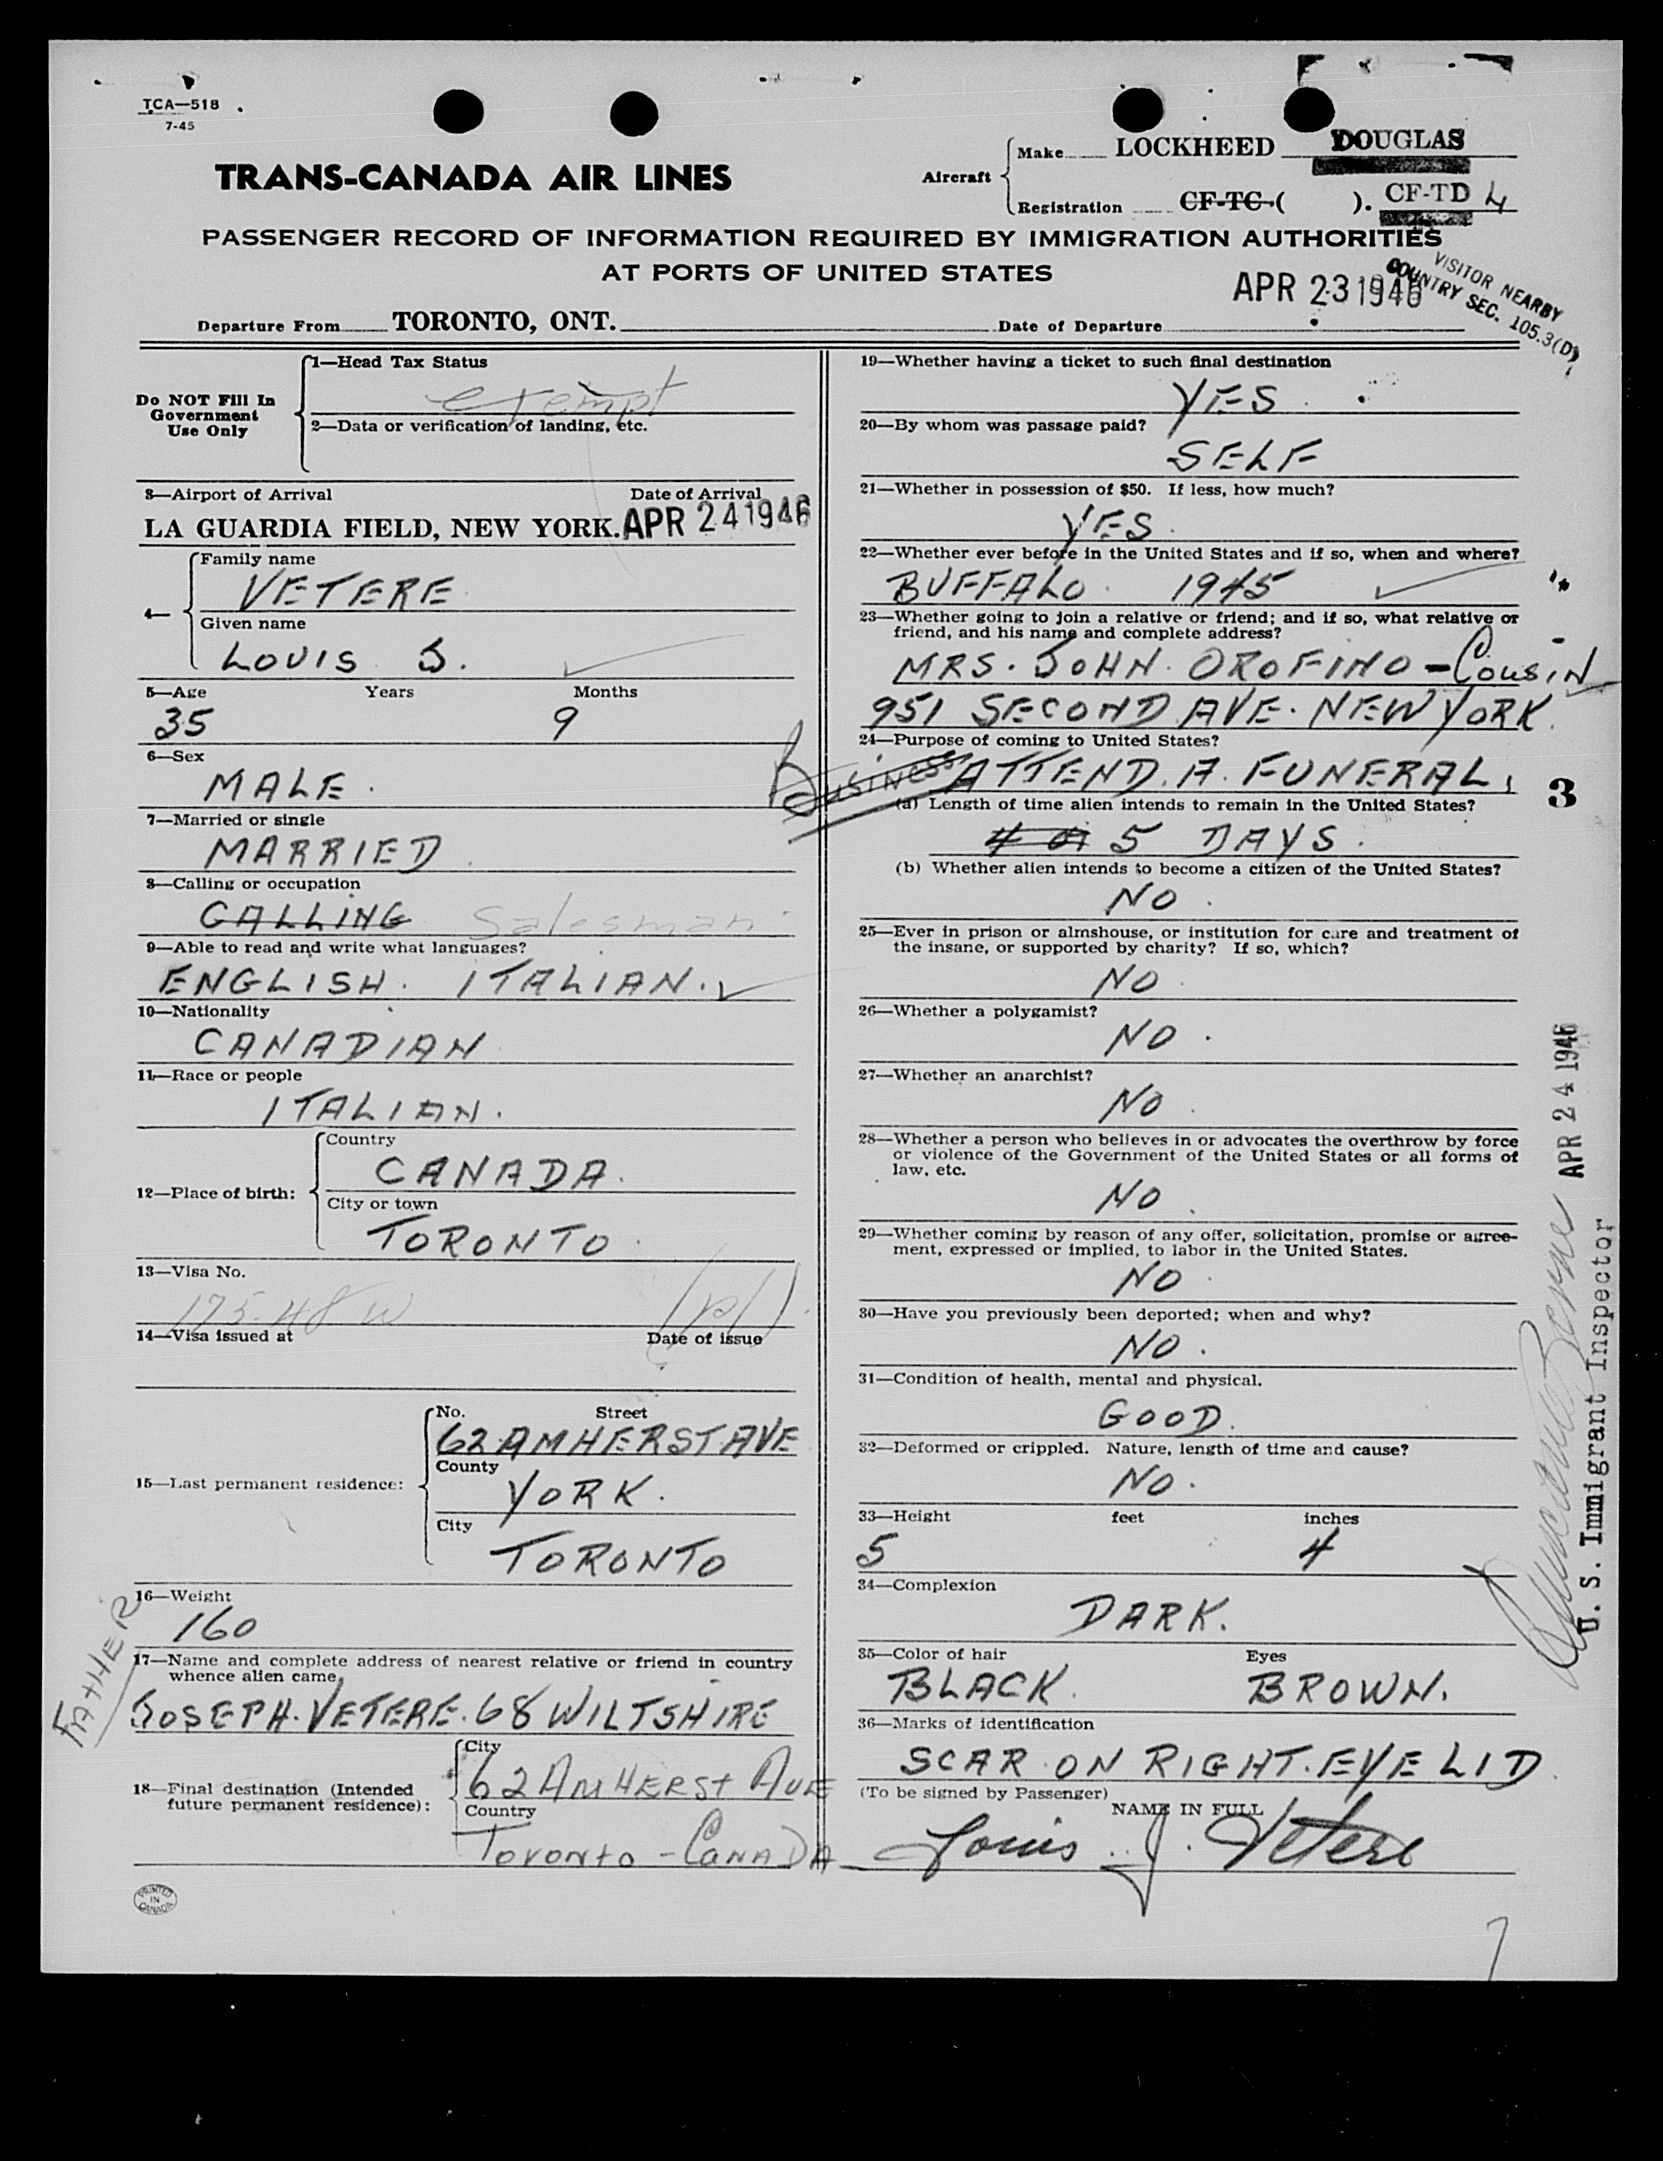 TCA—518
7-45
TRANS-CANADA AIR LINES
Aircraft
Make LOCKHEED DOUGLAS
Registration CF-TC-( ). CF-TD 4
PASSENGER RECORD OF INFORMATION REQUIRED BY IMMIGRATION AUTHORITIES
AT PORTS OF UNITED STATES
APR 23 1946
VISITOR NEARBY
COUNTRY SEC. 105.3(D)
Departure From TORONTO, ONT. Date of Departure
Do NOT Fill In
Government
Use Only
1—Head Tax Status
exempt
2—Data or verification of landing, etc.
3—Airport of Arrival Date of Arrival
LA GUARDIA FIELD, NEW YORK. APR 24 1946
4—
Family name
VETERE
Given name
LOUIS J.
5—Age Years Months
35 9
6—Sex
MALE.
7—Married or single
MARRIED.
8—Calling or occupation
CALLING Salesman
9—Able to read and write what languages?
ENGLISH. ITALIAN.
10—Nationality
CANADIAN
11—Race or people
ITALIAN.
12—Place of birth:
Country
CANADA.
City or town
TORONTO.
13—Visa No.
175-48 W
14—Visa issued at Date of issue
15—Last permanent residence:
No. Street
62 AMHERST AVE
County
YORK.
City
TORONTO
16—Weight
160
FATHER
17—Name and complete address of nearest relative or friend in country
whence alien came
JOSEPH. VETERE. 68 WILTSHIRE
18—Final destination (Intended
future permanent residence):
City
62 AMHERST AVE
Country
TORONTO - CANADA
PRINTED
IN
CANADA
19—Whether having a ticket to such final destination
YES.
20—By whom was passage paid?
SELF
21—Whether in possession of $50. If less, how much?
YES.
22—Whether ever before in the United States and if so, when and where?
BUFFALO. 1945
23—Whether going to join a relative or friend; and if so, what relative or
friend, and his name and complete address?
MRS. JOHN. OROFINO - COUSIN
951 SECOND AVE. NEW YORK.
24—Purpose of coming to United States?
BUSINESS ATTEND. A. FUNERAL.
(a) Length of time alien intends to remain in the United States?
4 or 5 DAYS.
(b) Whether alien intends to become a citizen of the United States?
NO.
25—Ever in prison or almshouse, or institution for care and treatment of
the insane, or supported by charity? If so, which?
NO.
26—Whether a polygamist?
NO.
27—Whether an anarchist?
NO.
28—Whether a person who believes in or advocates the overthrow by force
or violence of the Government of the United States or all forms of
law, etc.
NO.
29—Whether coming by reason of any offer, solicitation, promise or agree-
ment, expressed or implied, to labor in the United States.
NO.
30—Have you previously been deported; when and why?
NO.
31—Condition of health, mental and physical.
GOOD.
32—Deformed or crippled. Nature, length of time and cause?
NO.
33—Height feet inches
5 4
34—Complexion
DARK.
35—Color of hair Eyes
BLACK. BROWN.
36—Marks of identification
SCAR ON RIGHT. EYE LID.
(To be signed by Passenger)
NAME IN FULL
Louis J. Vetere
3
APR 24 1946
U. S. Immigrant Inspector
7